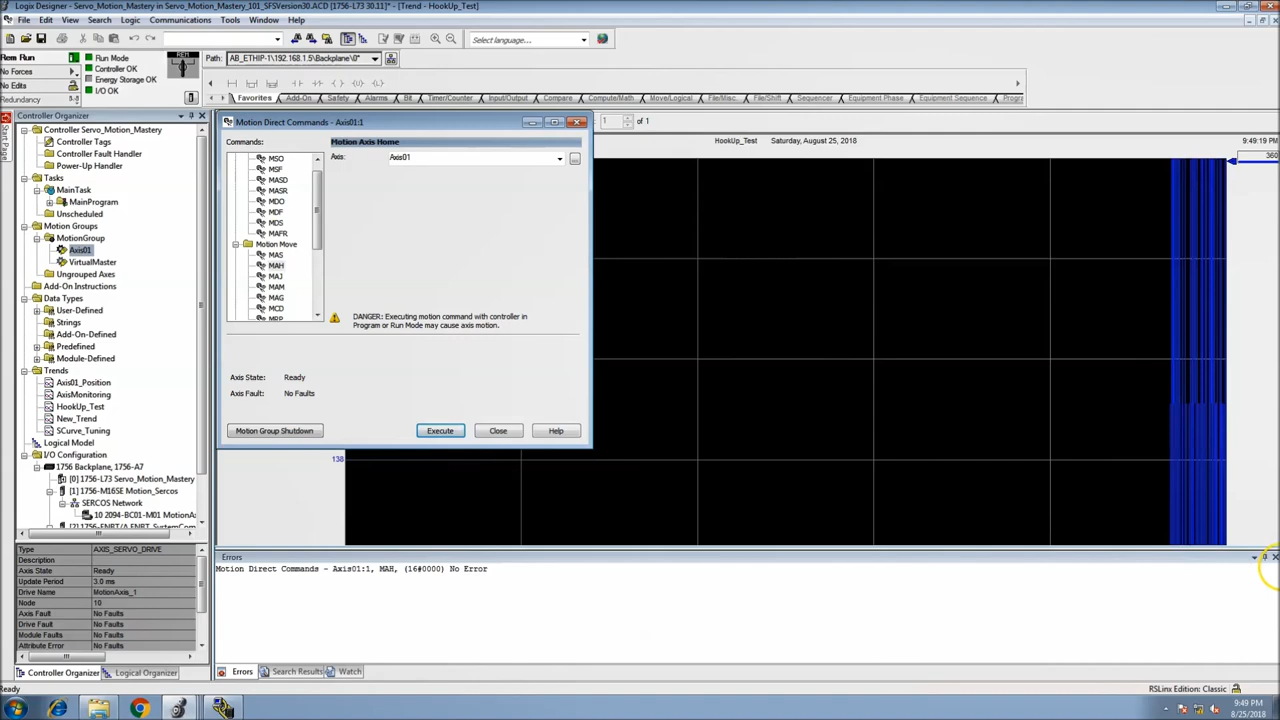 Logix Designer - Servo_Motion_Mastery in Servo_Motion_Mastery_101_SFSVersion30.ACD [1756-L73 30.11]* - [Trend - HookUp_Test]
File Edit View Search Logic Communications Tools Window Help
Select language...
Rem Run
No Forces
No Edits
Redundancy
Run Mode
Controller OK
Energy Storage OK
I/O OK
REM
Path: AB_ETHIP-1\192.168.1.5\Backplane\0*
Favorites Add-On Safety Alarms Bit Timer/Counter Input/Output Compare Compute/Math Move/Logical File/Misc. File/Shift Sequencer Equipment Phase Equipment Sequence Progra
Start Page
Controller Organizer
Controller Servo_Motion_Mastery
Controller Tags
Controller Fault Handler
Power-Up Handler
Tasks
MainTask
MainProgram
Unscheduled
Motion Groups
MotionGroup
Axis01
VirtualMaster
Ungrouped Axes
Add-On Instructions
Data Types
User-Defined
Strings
Add-On-Defined
Predefined
Module-Defined
Trends
Axis01_Position
AxisMonitoring
HookUp_Test
New_Trend
SCurve_Tuning
Logical Model
I/O Configuration
1756 Backplane, 1756-A7
[0] 1756-L73 Servo_Motion_Mastery
[1] 1756-M16SE Motion_Sercos
SERCOS Network
10 2094-BC01-M01 MotionAx
[2] 1756-ENBT/A ENBT_SystemCom
Type AXIS_SERVO_DRIVE
Description
Axis State Ready
Update Period 3.0 ms
Drive Name MotionAxis_1
Node 10
Axis Fault No Faults
Drive Fault No Faults
Module Faults No Faults
Attribute Error No Faults
Controller Organizer Logical Organizer
Motion Direct Commands - Axis01:1
Commands:
MSO
MSF
MASD
MASR
MDO
MDF
MDS
MAFR
Motion Move
MAS
MAH
MAJ
MAM
MAG
MCD
MRP
Motion Axis Home
Axis: Axis01
...
DANGER: Executing motion command with controller in
Program or Run Mode may cause axis motion.
Axis State: Ready
Axis Fault: No Faults
Motion Group Shutdown Execute Close Help
1 of 1
HookUp_Test Saturday, August 25, 2018 9:49:19 PM
360
138
Errors
Motion Direct Commands - Axis01:1, MAH, (16#0000) No Error
Errors Search Results Watch
Ready
RSLinx Edition: Classic
9:49 PM
8/25/2018